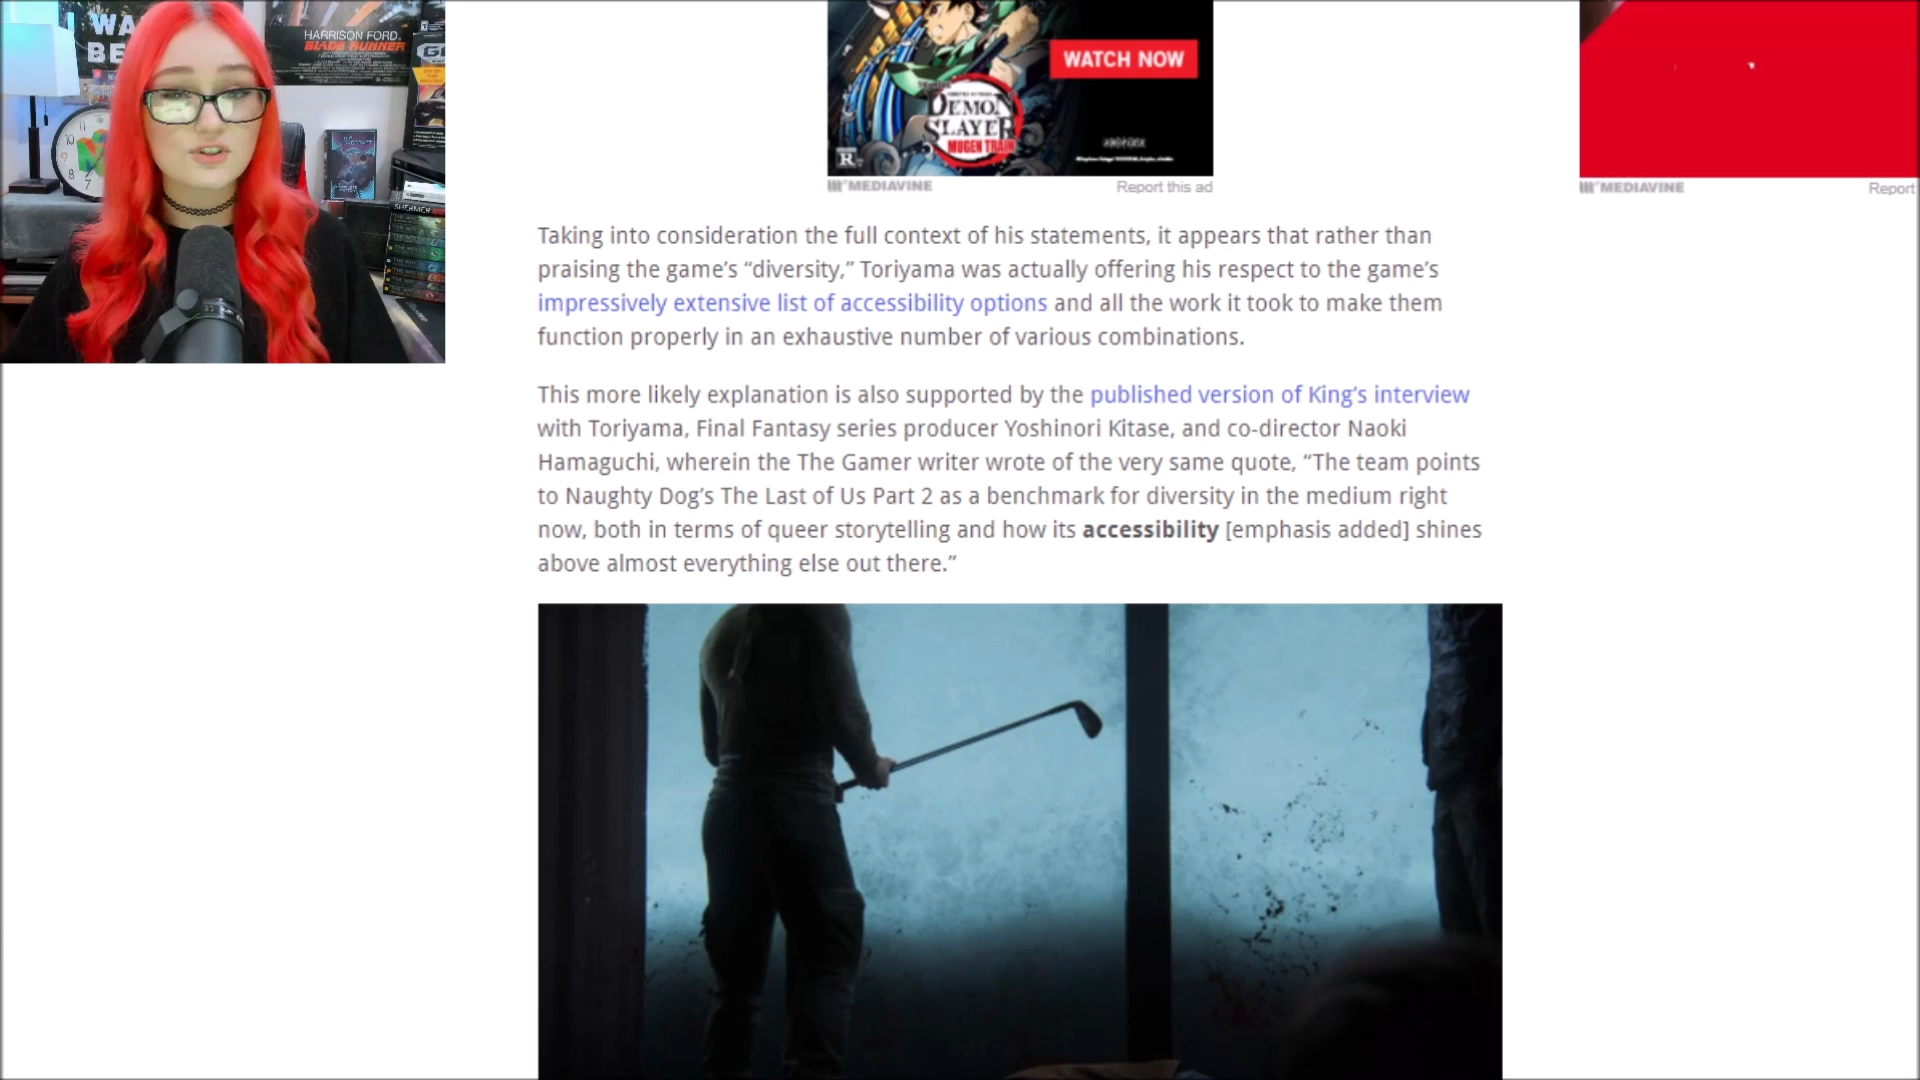 WA
BE
HARRISON FORD.
BLADE RUNNER
SHERMER
WATCH NOW
DEMON
SLAYER
MUGEN TRAIN
R
MEDIAVINE
Report this ad
MEDIAVINE
Report
Taking into consideration the full context of his statements, it appears that rather than
praising the game’s “diversity,” Toriyama was actually offering his respect to the game’s
impressively extensive list of accessibility options and all the work it took to make them
function properly in an exhaustive number of various combinations.
This more likely explanation is also supported by the published version of King’s interview
with Toriyama, Final Fantasy series producer Yoshinori Kitase, and co-director Naoki
Hamaguchi, wherein the The Gamer writer wrote of the very same quote, “The team points
to Naughty Dog’s The Last of Us Part 2 as a benchmark for diversity in the medium right
now, both in terms of queer storytelling and how its accessibility [emphasis added] shines
above almost everything else out there.”